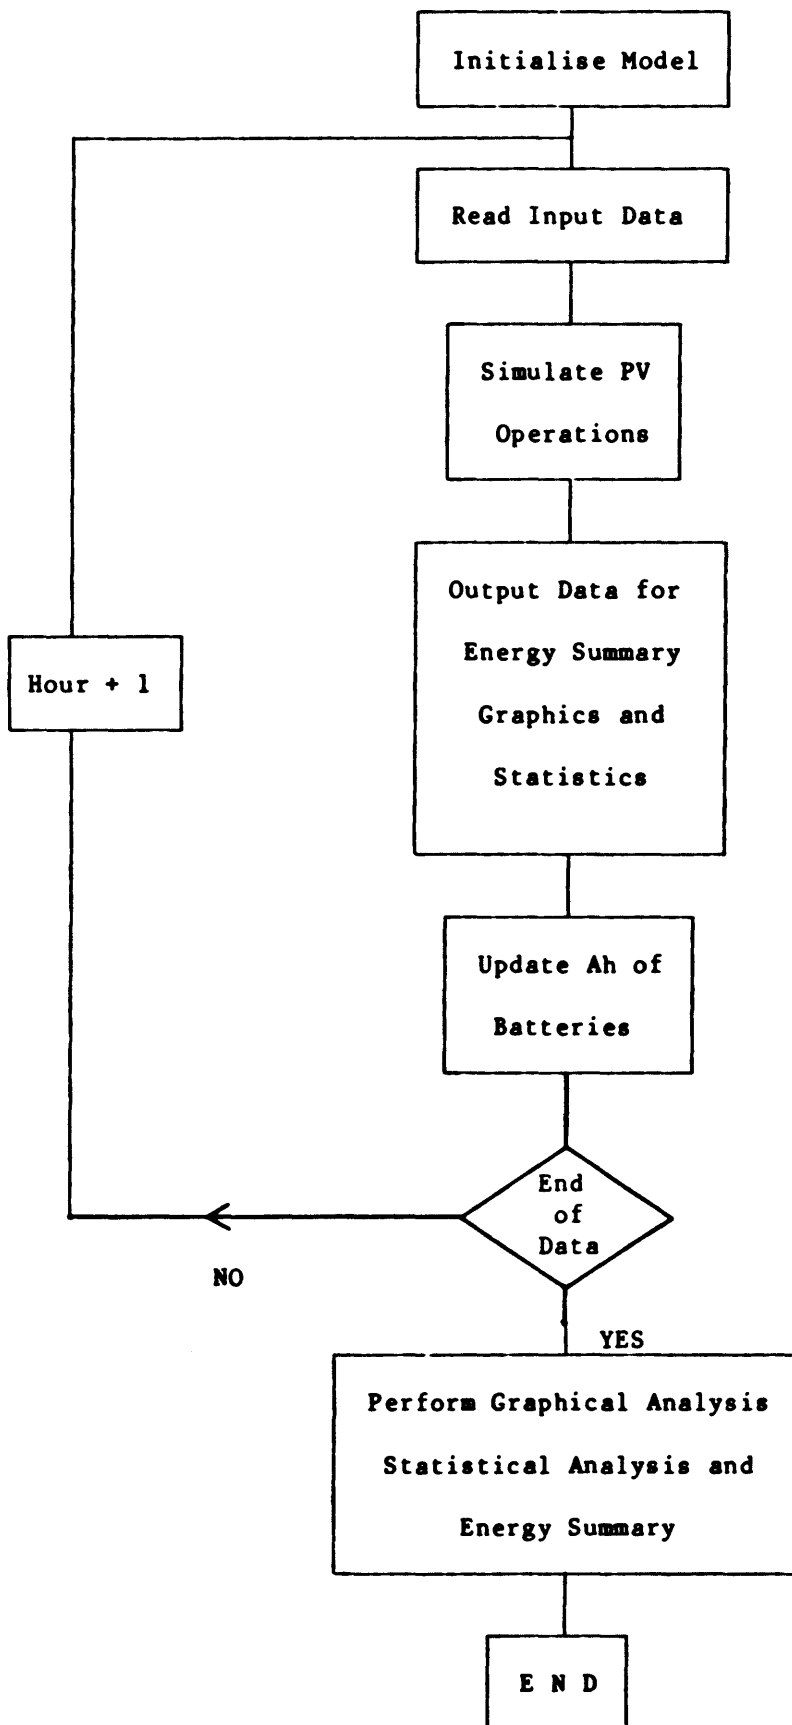 Initialise Model
Read Input Data
Simulate PV
Operations
Output Data for
Energy Summary
Graphics and
Statistics
Hour + 1
Update Ah of
Batteries
End
of
Data
NO
YES
Perform Graphical Analysis
Statistical Analysis and
Energy Summary
E N D